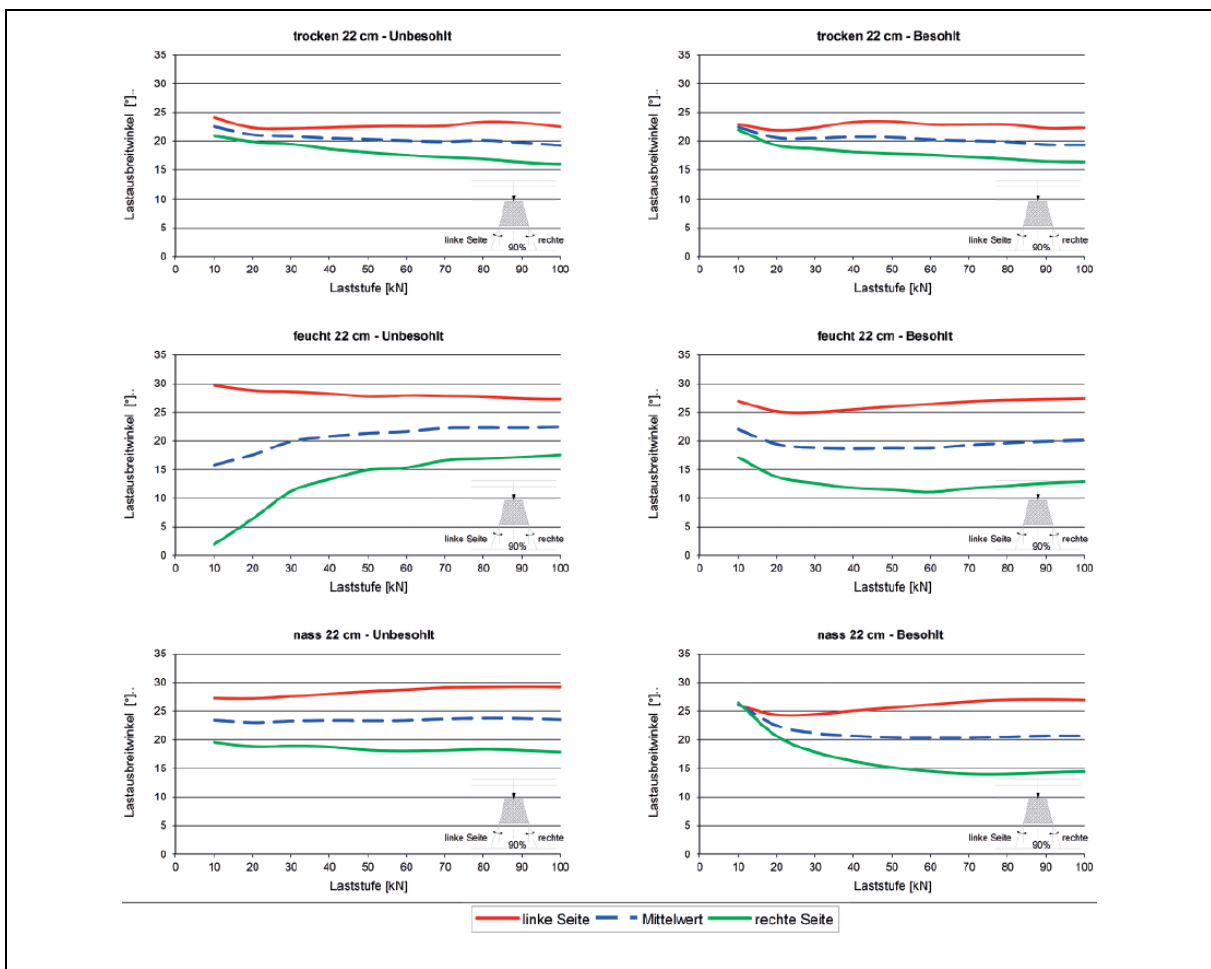 trocken 22 cm - Unbesohlt
35
30
25
20
15
10
5
0
Lastausbreitwinkel [°]..
linke Seite
rechte
90%
0 10 20 30 40 50 60 70 80 90 100
Laststufe [kN]
trocken 22 cm - Besohlt
35
30
25
20
15
10
5
0
Lastausbreitwinkel [°]..
linke Seite
rechte
90%
0 10 20 30 40 50 60 70 80 90 100
Laststufe [kN]
feucht 22 cm - Unbesohlt
35
30
25
20
15
10
5
0
Lastausbreitwinkel [°]..
linke Seite
rechte
90%
0 10 20 30 40 50 60 70 80 90 100
Laststufe [kN]
feucht 22 cm - Besohlt
35
30
25
20
15
10
5
0
Lastausbreitwinkel [°]..
linke Seite
rechte
90%
0 10 20 30 40 50 60 70 80 90 100
Laststufe [kN]
nass 22 cm - Unbesohlt
35
30
25
20
15
10
5
0
Lastausbreitwinkel [°]..
linke Seite
rechte
90%
0 10 20 30 40 50 60 70 80 90 100
Laststufe [kN]
nass 22 cm - Besohlt
35
30
25
20
15
10
5
0
Lastausbreitwinkel [°]..
linke Seite
rechte
90%
0 10 20 30 40 50 60 70 80 90 100
Laststufe [kN]
linke Seite Mittelwert rechte Seite